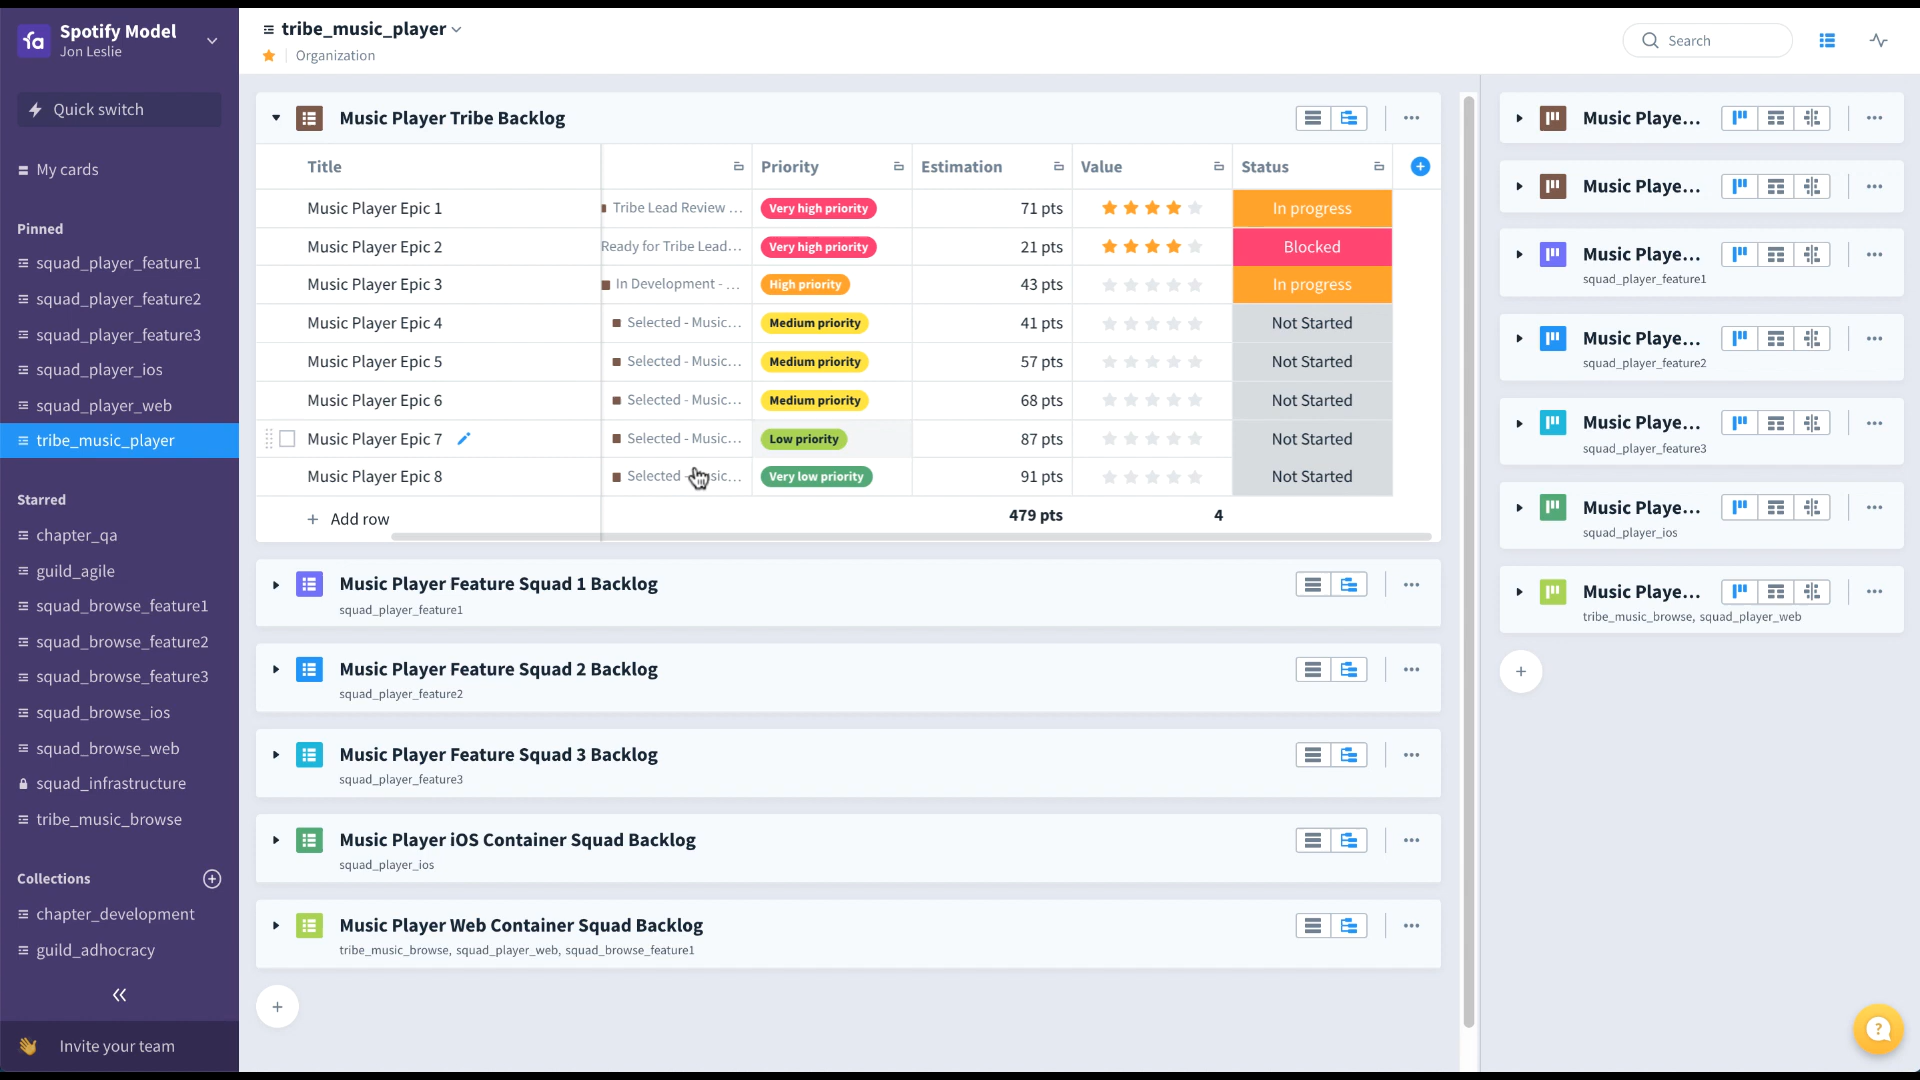 Spotify Model
Jon Leslie
Quick switch
My cards
Pinned
squad_player_feature1
squad_player_feature2
squad_player_feature3
squad_player_ios
squad_player_web
tribe_music_player
Starred
chapter_qa
guild_agile
squad_browse_feature1
squad_browse_feature2
squad_browse_feature3
squad_browse_ios
squad_browse_web
squad_infrastructure
tribe_music_browse
Collections
chapter_development
guild_adhocracy
Invite your team
tribe_music_player
Organization
Search
Music Player Tribe Backlog
Title Priority Estimation Value Status
Music Player Epic 1 Tribe Lead Review ... Very high priority 71 pts In progress
Music Player Epic 2 Ready for Tribe Lead... Very high priority 21 pts Blocked
Music Player Epic 3 In Development - ... High priority 43 pts In progress
Music Player Epic 4 Selected - Music... Medium priority 41 pts Not Started
Music Player Epic 5 Selected - Music... Medium priority 57 pts Not Started
Music Player Epic 6 Selected - Music... Medium priority 68 pts Not Started
Music Player Epic 7 Selected - Music... Low priority 87 pts Not Started
Music Player Epic 8 Selected Very low priority 91 pts Not Started
+ Add row 479 pts 4
Music Player Feature Squad 1 Backlog
squad_player_feature1
Music Player Feature Squad 2 Backlog
squad_player_feature2
Music Player Feature Squad 3 Backlog
squad_player_feature3
Music Player iOS Container Squad Backlog
squad_player_ios
Music Player Web Container Squad Backlog
tribe_music_browse, squad_player_web, squad_browse_feature1
Music Playe...
Music Playe...
Music Playe...
squad_player_feature1
Music Playe...
squad_player_feature2
Music Playe...
squad_player_feature3
Music Playe...
squad_player_ios
Music Playe...
tribe_music_browse, squad_player_web